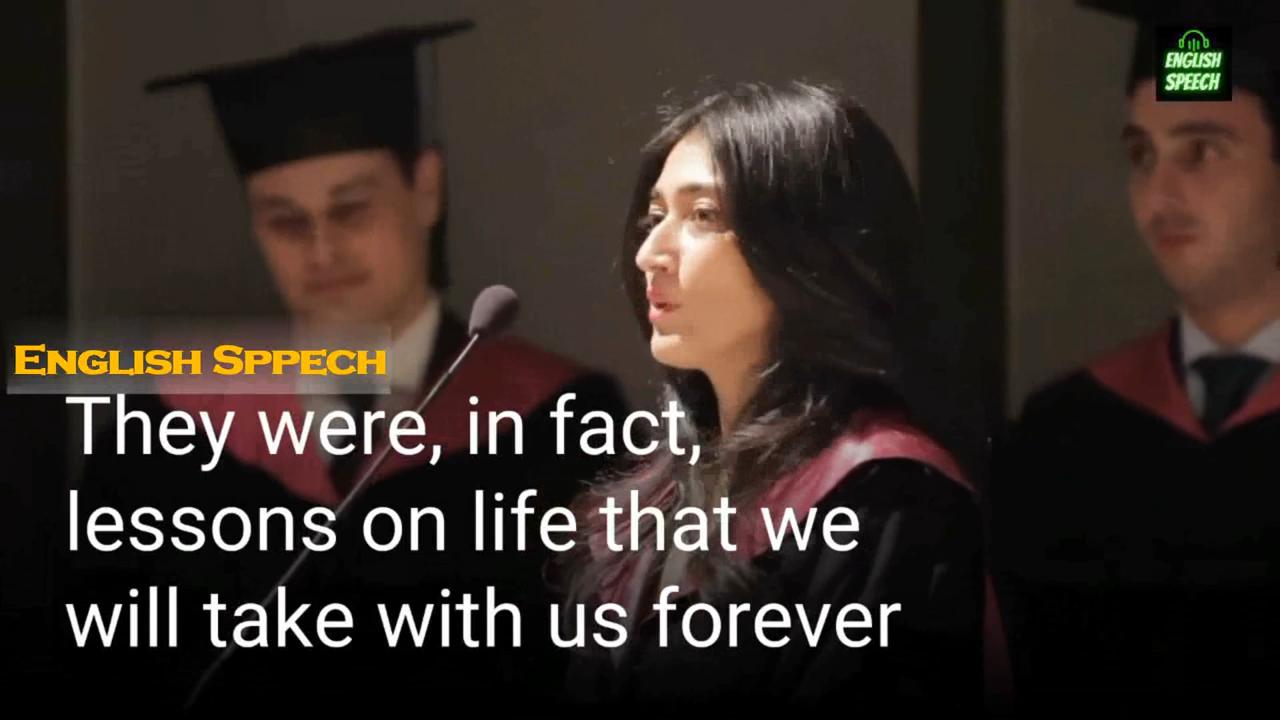 ENGLISH
SPEECH
ENGLISH SPPECH
They were, in fact,
lessons on life that we
will take with us forever